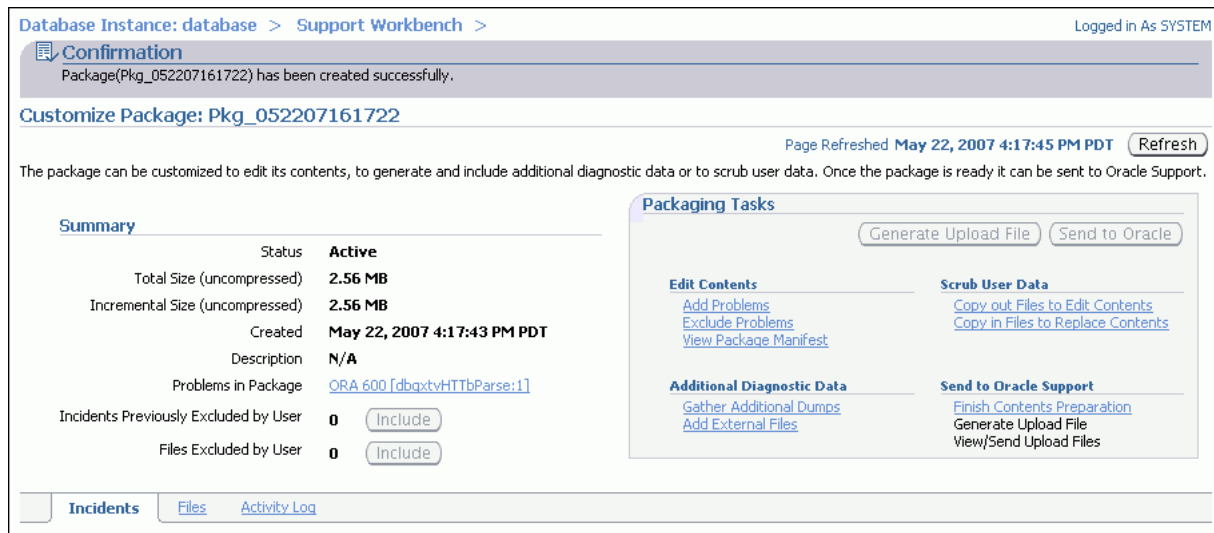 Database Instance: database > Support Workbench >
Logged in As SYSTEM
Confirmation
Package(Pkg_052207161722) has been created successfully.
Customize Package: Pkg_052207161722
Page Refreshed May 22, 2007 4:17:45 PM PDT Refresh
The package can be customized to edit its contents, to generate and include additional diagnostic data or to scrub user data. Once the package is ready it can be sent to Oracle Support.
Summary
Status Active
Total Size (uncompressed) 2.56 MB
Incremental Size (uncompressed) 2.56 MB
Created May 22, 2007 4:17:43 PM PDT
Description N/A
Problems in Package ORA 600 [dbgxtvHTTbParse:1]
Incidents Previously Excluded by User 0 Include
Files Excluded by User 0 Include
Packaging Tasks
Generate Upload File Send to Oracle
Edit Contents
Add Problems
Exclude Problems
View Package Manifest
Scrub User Data
Copy out Files to Edit Contents
Copy in Files to Replace Contents
Additional Diagnostic Data
Gather Additional Dumps
Add External Files
Send to Oracle Support
Finish Contents Preparation
Generate Upload File
View/Send Upload Files
Incidents Files Activity Log